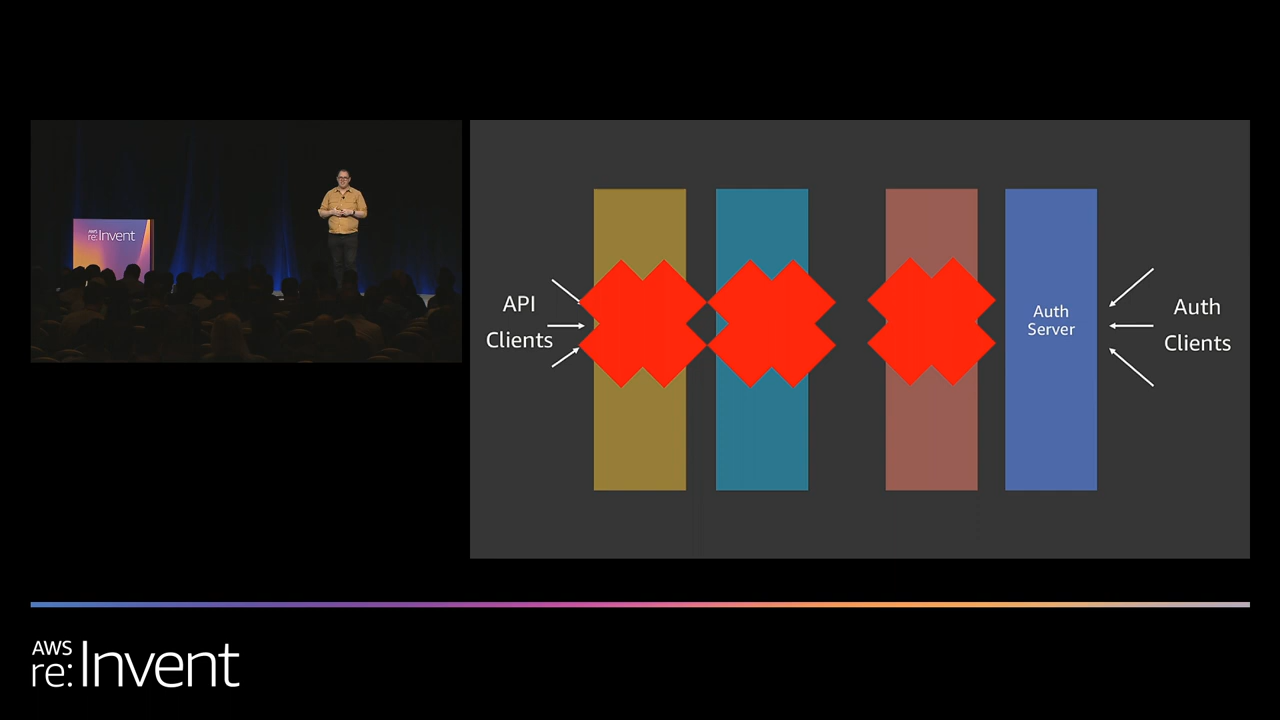 AWS
re:Invent
API
Clients
Auth
Server
Auth
Clients
AWS
re:Invent